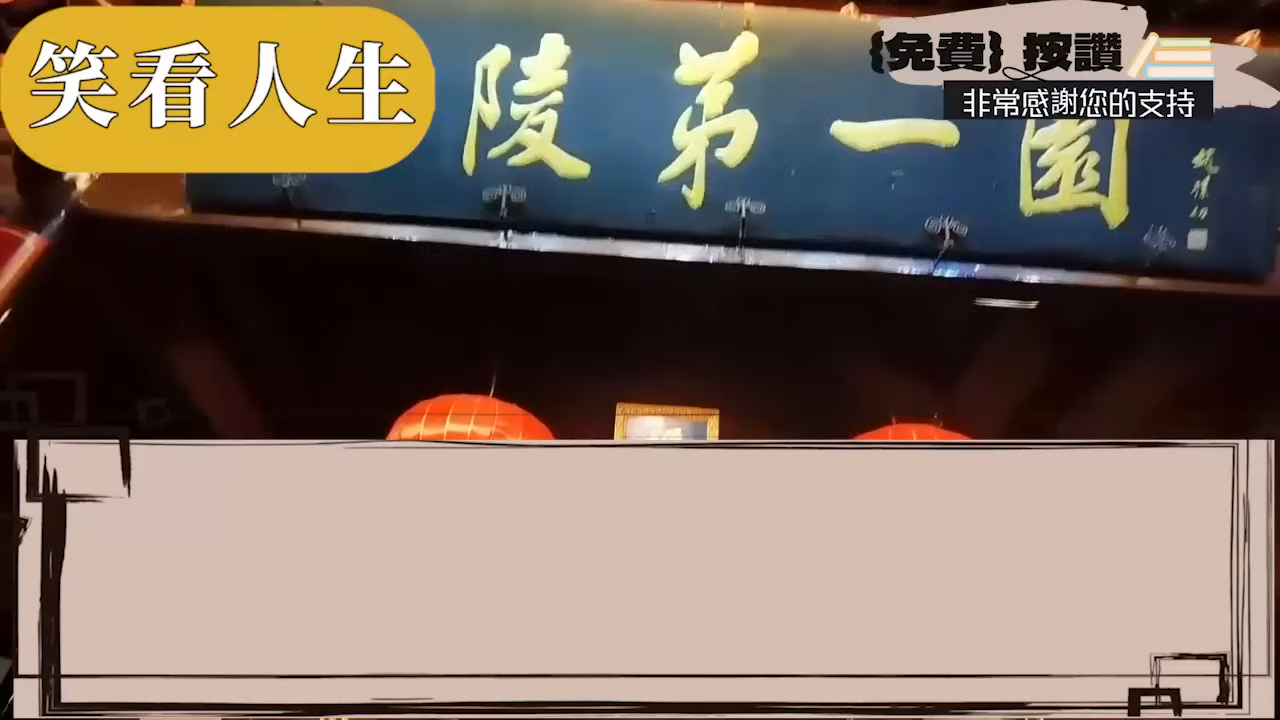 笑看人生
陵第一園
{免費} 按讚
非常感謝您的支持